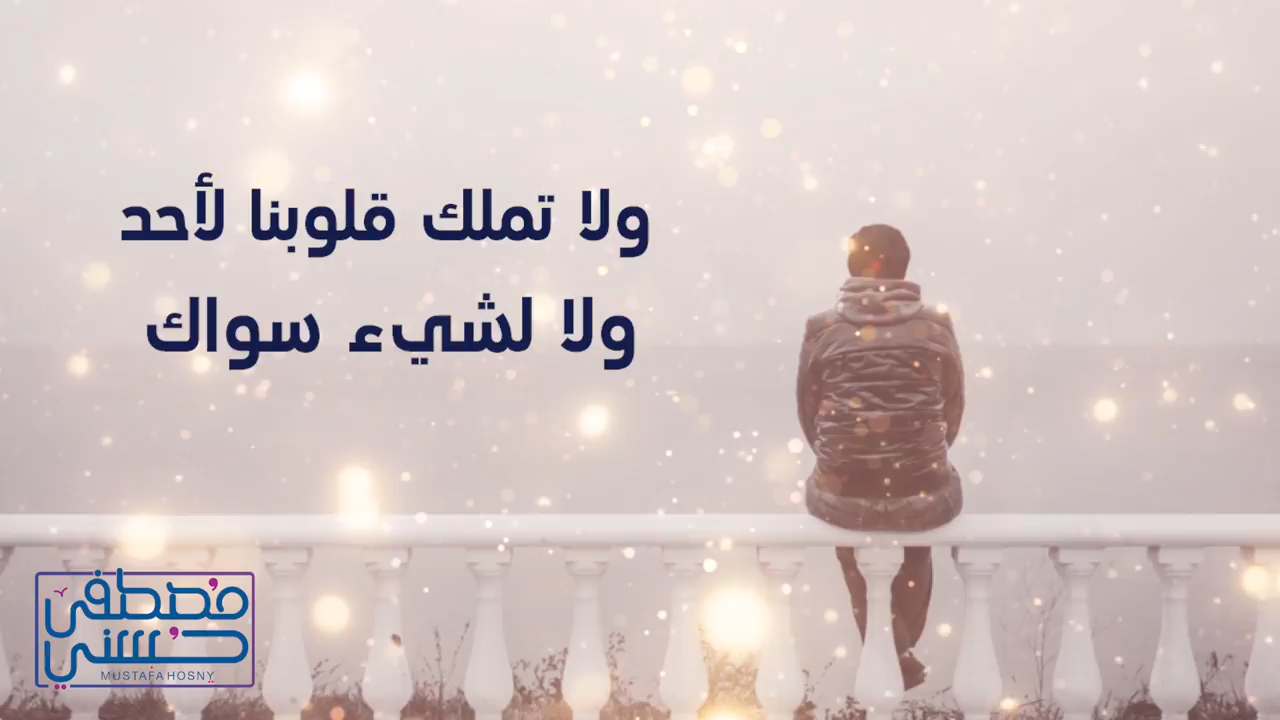 ولا تملك قلوبنا لأحد
ولا لشيء سواك
مصطفى
حسني
MUSTAFA HOSNY